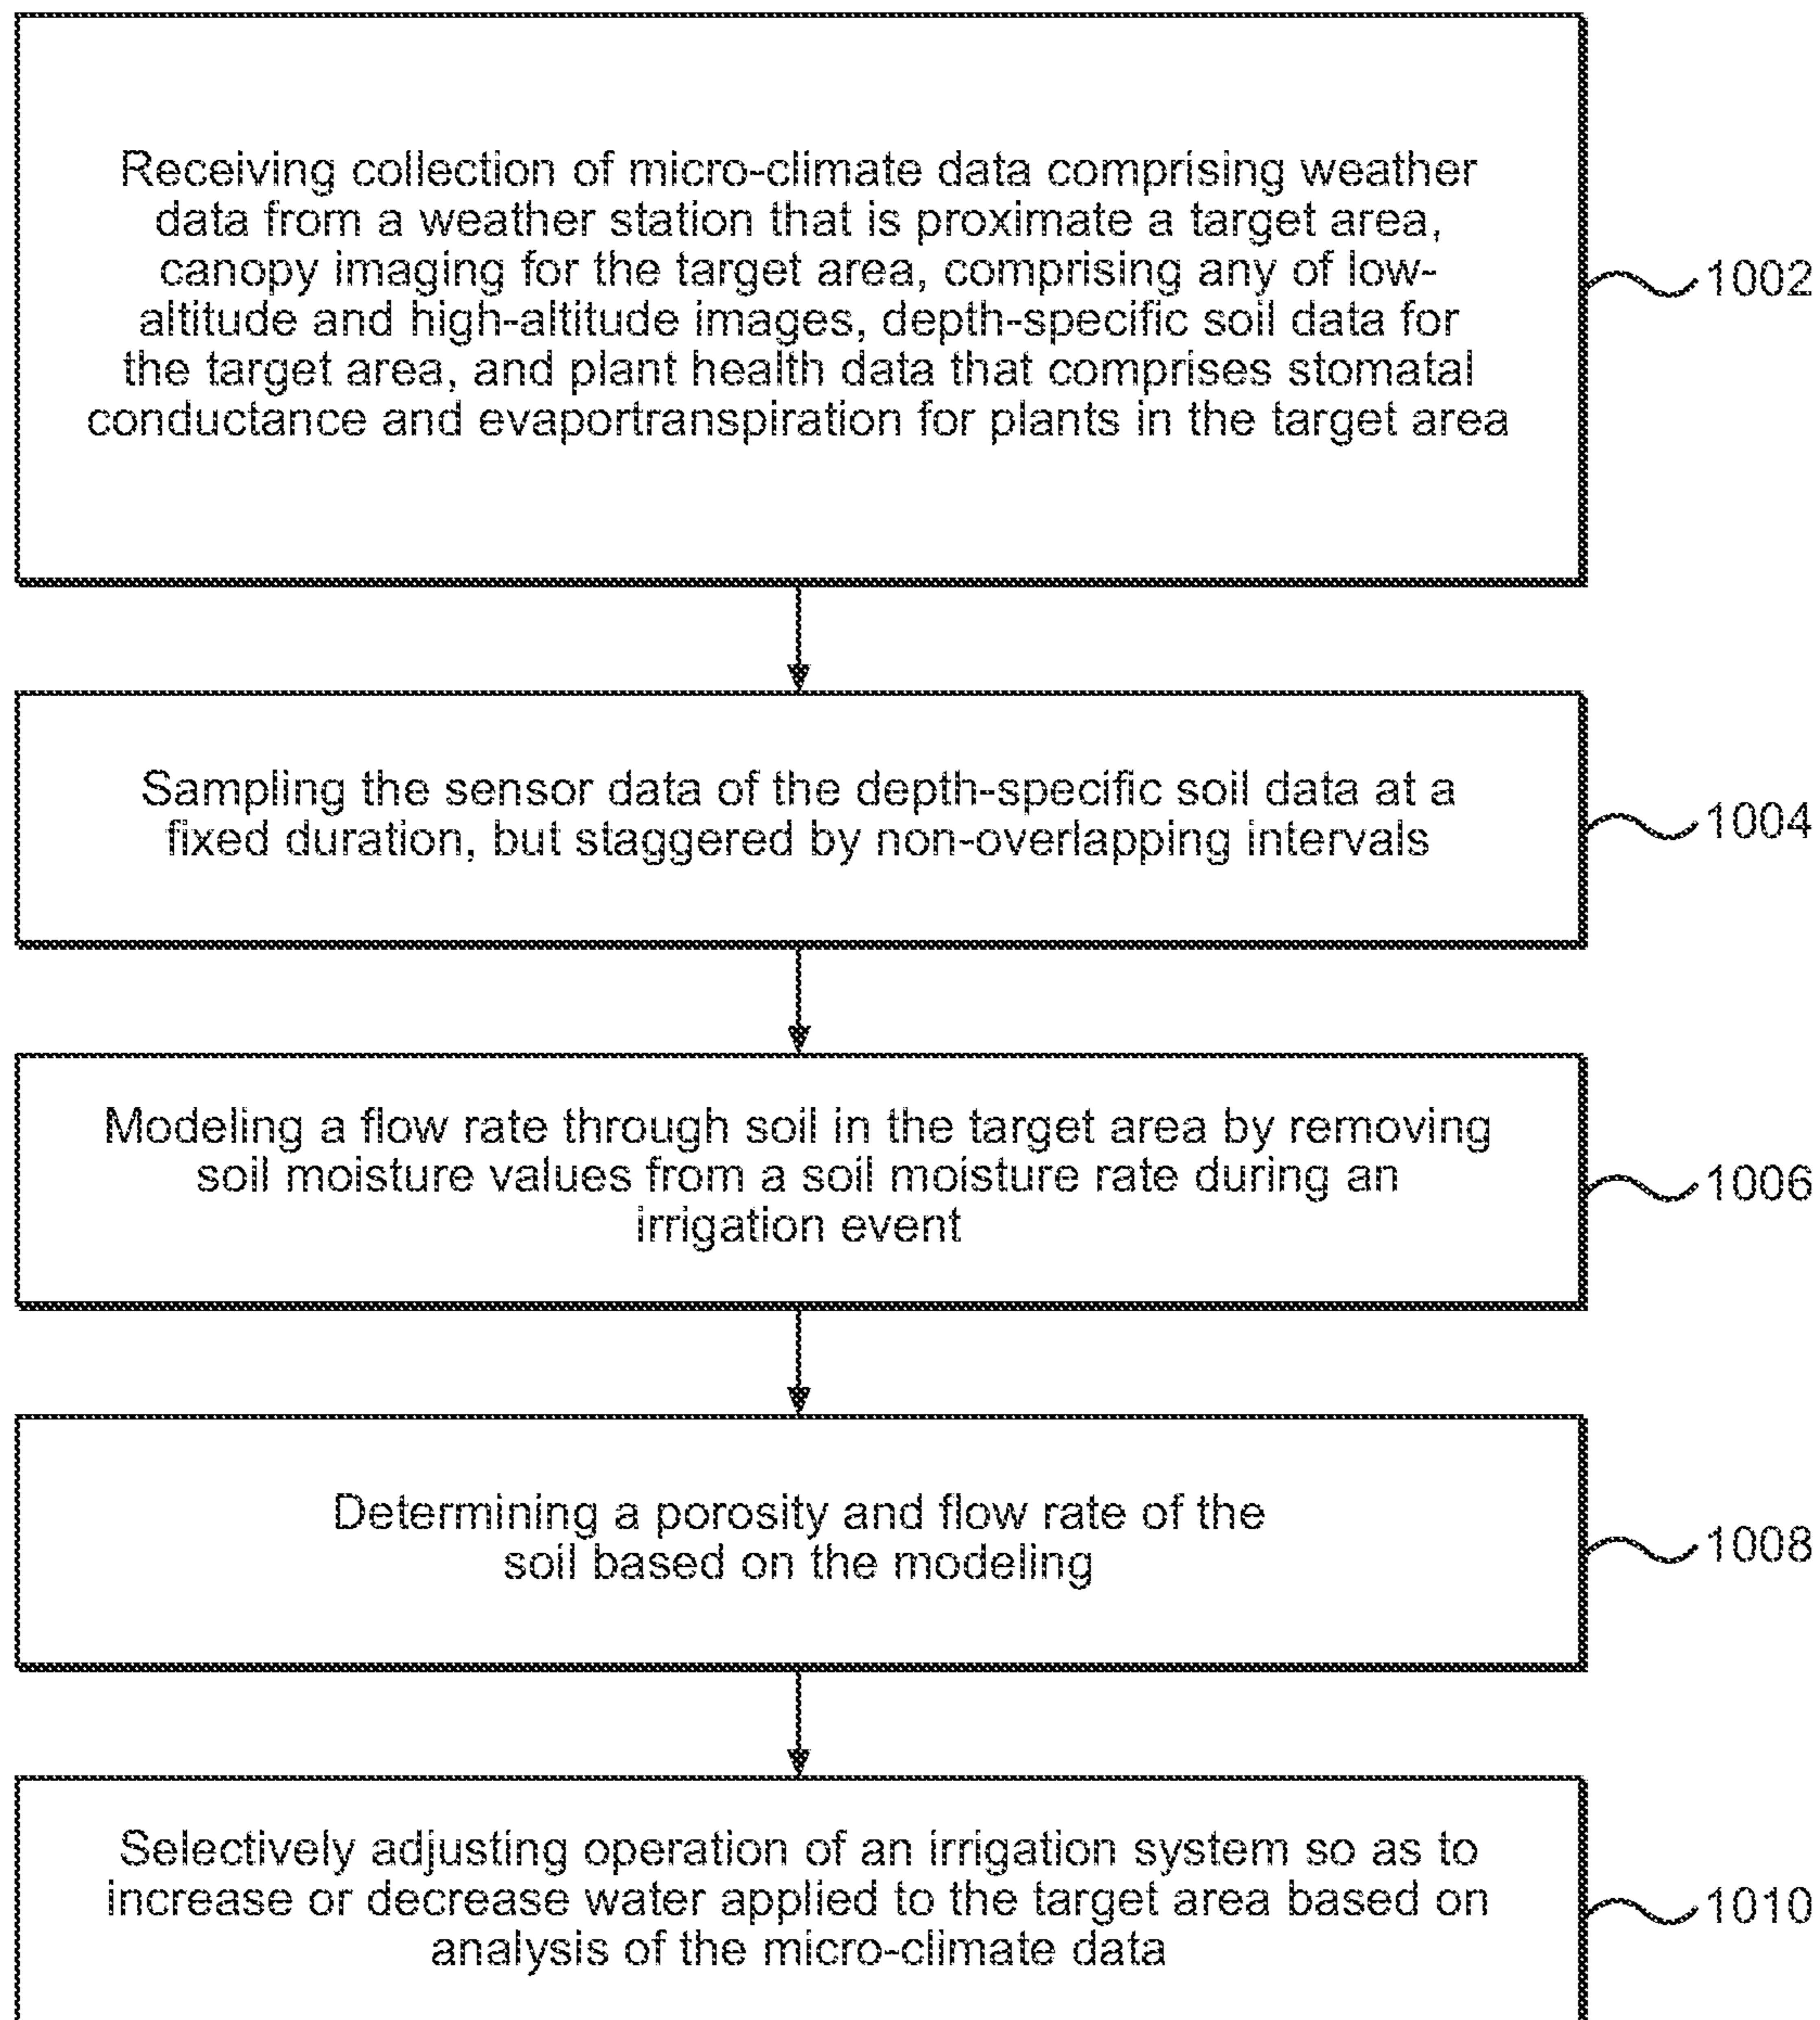 Receiving collection of micro-climate data comprising weather
data from a weather station that is proximate a target area,
canopy imaging for the target area, comprising any of low-
altitude and high-altitude images, depth-specific soil data for
the target area, and plant health data that comprises stomatal
conductance and evaportranspiration for plants in the target area
1002
Sampling the sensor data of the depth-specific soil data at a
fixed duration, but staggered by non-overlapping intervals
1004
Modeling a flow rate through soil in the target area by removing
soil moisture values from a soil moisture rate during an
irrigation event
1006
Determining a porosity and flow rate of the
soil based on the modeling
1008
Selectively adjusting operation of an irrigation system so as to
increase or decrease water applied to the target area based on
analysis of the micro-climate data
1010